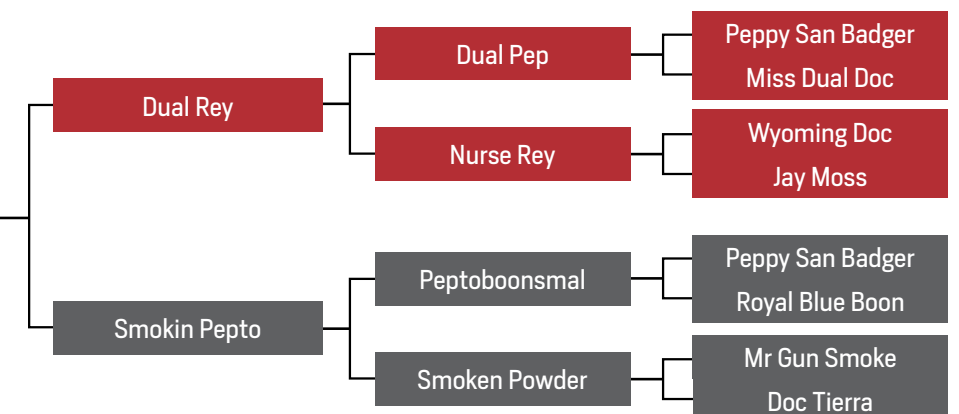 Dual Rey
Dual Pep
Peppy San Badger
Miss Dual Doc
Nurse Rey
Wyoming Doc
Jay Moss
Smokin Pepto
Peptoboonsmal
Peppy San Badger
Royal Blue Boon
Smoken Powder
Mr Gun Smoke
Doc Tierra